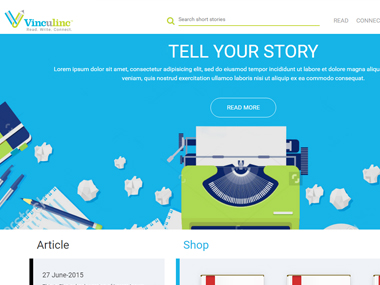 Vinculinc
Read. Write. Connect
Search short stories
READ
CONNEC
TELL YOUR STORY
Lorem ipsum dolor sit amet, consectetur adipisicing elit, sed do eiusmod tempor incididunt ut labore et dolore magna
veniam, quis nostrud exercitation ullamco laboris nisi ut aliquip ex ea commodo consequat.
READ MORE
Article
Shop
27 June-2015